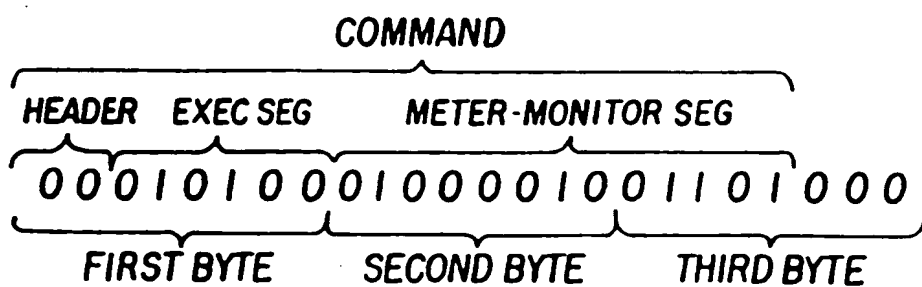 COMMAND
HEADER EXEC SEG METER-MONITOR SEG
000101000100001001101000
FIRST BYTE SECOND BYTE THIRD BYTE